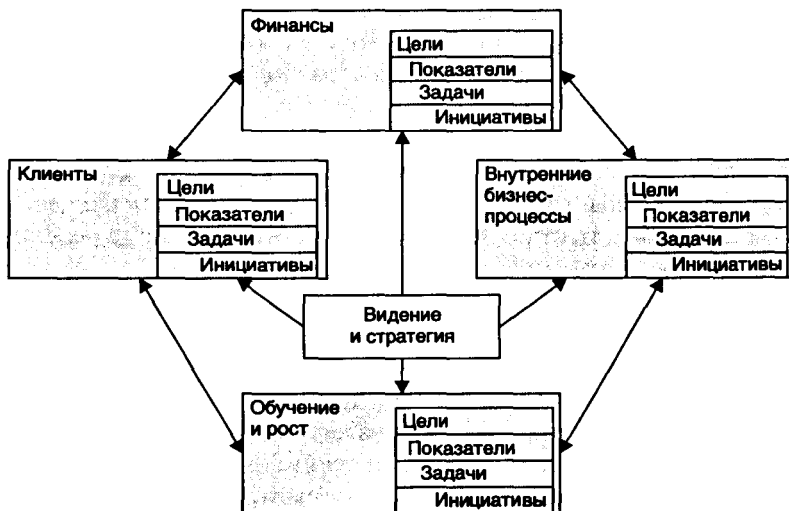 Финансы
Цели
Показатели
Задачи
Инициативы
Клиенты
Цели
Показатели
Задачи
Инициативы
Внутренние
бизнес-
процессы
Цели
Показатели
Задачи
Инициативы
Видение
и стратегия
Обучение
и рост
Цели
Показатели
Задачи
Инициативы